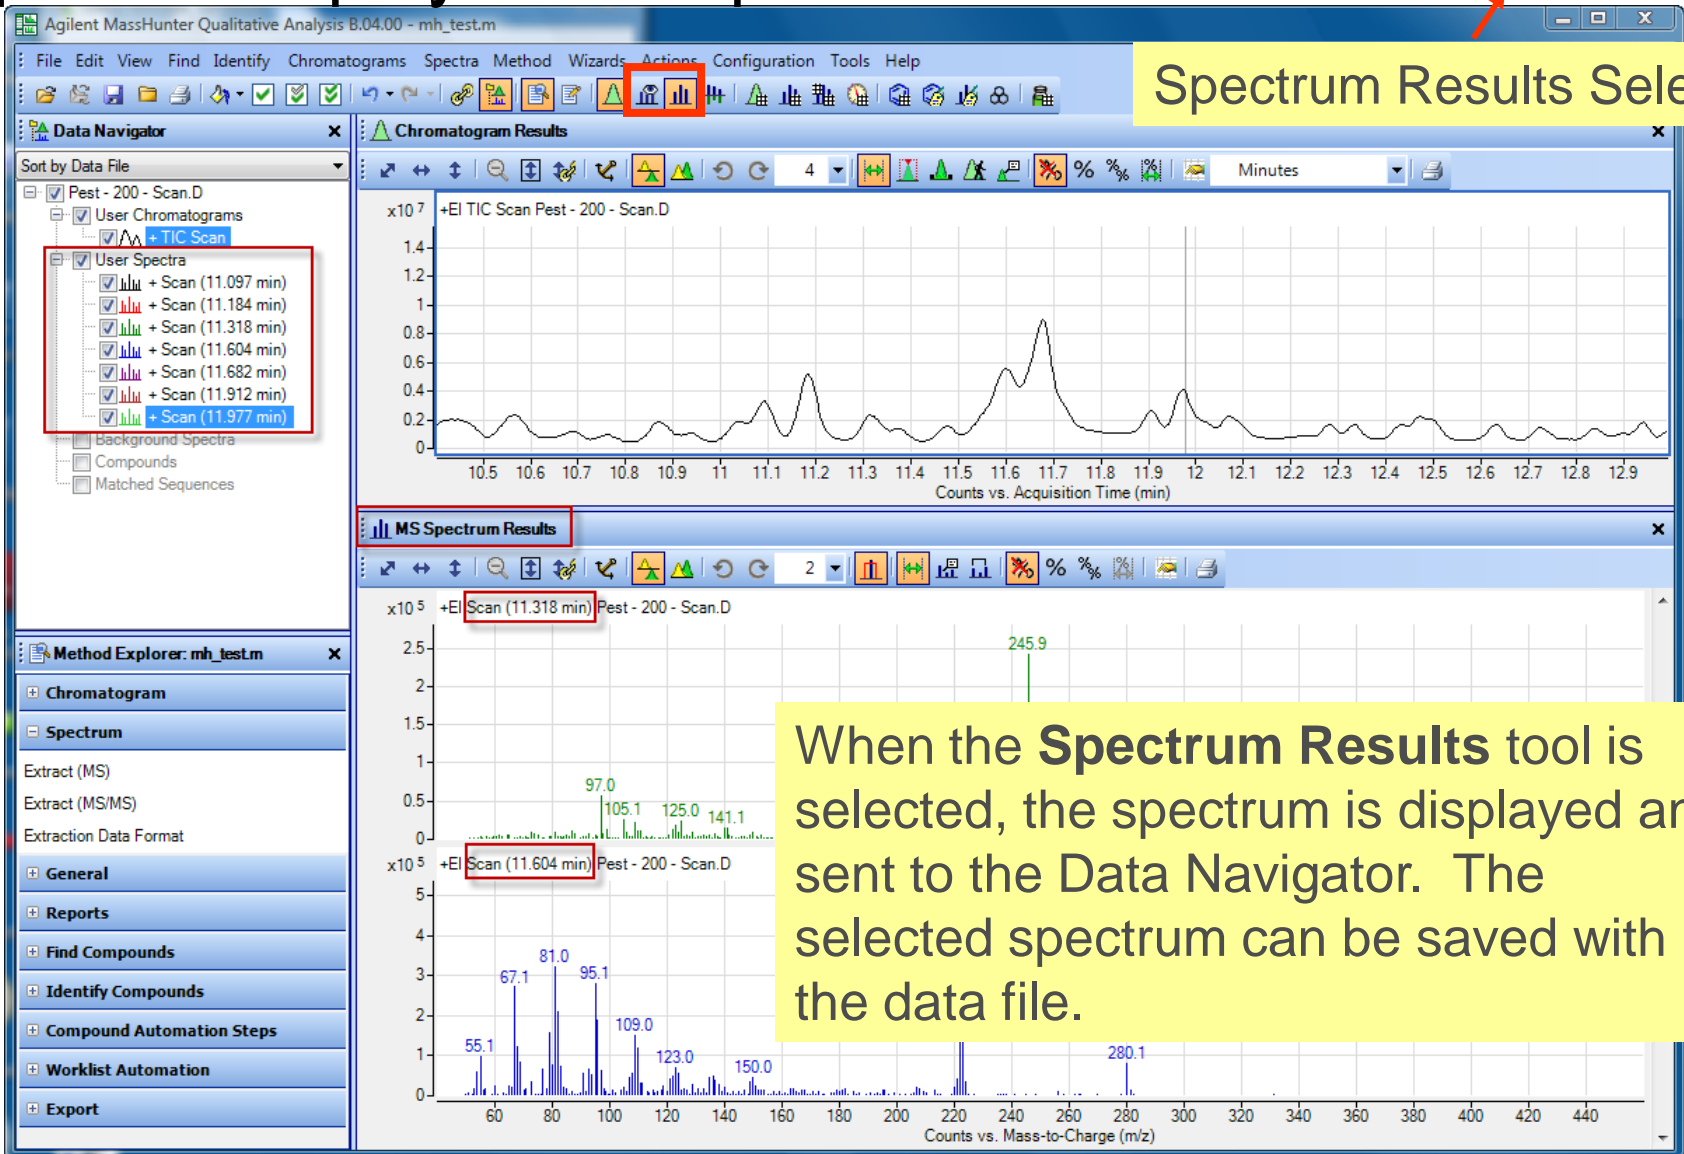 Agilent MassHunter Qualitative Analysis B.04.00 - mh_test.m
File Edit View Find Identify Chromatograms Spectra Method Wizards Actions Configuration Tools Help
Spectrum Results
Data Navigator
Sort by Data File
Pest - 200 - Scan.D
User Chromatograms
+ TIC Scan
User Spectra
+ Scan (11.097 min)
+ Scan (11.184 min)
+ Scan (11.318 min)
+ Scan (11.604 min)
+ Scan (11.682 min)
+ Scan (11.912 min)
+ Scan (11.977 min)
Background Spectra
Compounds
Matched Sequences
Chromatogram Results
4 % Minutes
x10 7 +EI TIC Scan Pest - 200 - Scan.D
1.4
1.2
1
0.8
0.6
0.4
0.2
0
10.5 10.6 10.7 10.8 10.9 11 11.1 11.2 11.3 11.4 11.5 11.6 11.7 11.8 11.9 12 12.1 12.2 12.3 12.4 12.5 12.6 12.7 12.8 12.9
Counts vs. Acquisition Time (min)
MS Spectrum Results
2 %
x10 5 +EI Scan (11.318 min) Pest - 200 - Scan.D
2.5
2
1.5
1
0.5
0
245.9
97.0
105.1 125.0 141.1
x10 5 +EI Scan (11.604 min) Pest - 200 - Scan.D
5
4
3
2
1
0
81.0
67.1 95.1
109.0
55.1
123.0
150.0
280.1
60 80 100 120 140 160 180 200 220 240 260 280 300 320 340 360 380 400 420 440
Counts vs. Mass-to-Charge (m/z)
Method Explorer: mh_test.m
Chromatogram
Spectrum
Extract (MS)
Extract (MS/MS)
Extraction Data Format
General
Reports
Find Compounds
Identify Compounds
Compound Automation Steps
Worklist Automation
Export
When the Spectrum Results tool is
selected, the spectrum is displayed
sent to the Data Navigator. The
selected spectrum can be saved with
the data file.